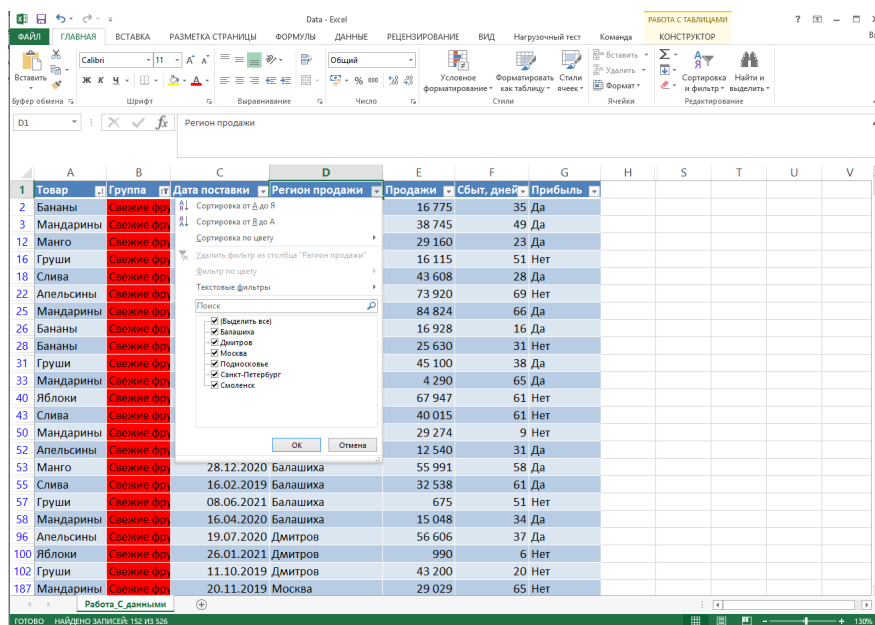 Data - Excel
РАБОТА С ТАБЛИЦАМИ
ФАЙЛ ГЛАВНАЯ ВСТАВКА РАЗМЕТКА СТРАНИЦЫ ФОРМУЛЫ ДАННЫЕ РЕЦЕНЗИРОВАНИЕ ВИД Нагрузочный тест Команда КОНСТРУКТОР
Calibri 11 Общий
Вставить Ж К Ч % 000 Условное форматирование Форматировать как таблицу Стили ячеек Вставить Удалить Формат Сортировка и фильтр Найти и выделить
Буфер обмена Шрифт Выравнивание Число Стили Ячейки Редактирование
D1 fx Регион продажи
A B C D E F G H S T U V
1 Товар Группа Дата поставки Регион продажи Продажи Сбыт, дней Прибыль
2 Бананы Свежие фру 16 775 35 Да
3 Мандарины Свежие фру 38 745 49 Да
12 Манго Свежие фру 29 160 23 Да
16 Груши Свежие фру 16 115 51 Нет
18 Слива Свежие фру 43 608 28 Да
22 Апельсины Свежие фру 73 920 69 Нет
25 Мандарины Свежие фру 84 824 66 Да
26 Бананы Свежие фру 16 928 16 Да
28 Бананы Свежие фру 25 630 31 Нет
31 Груши Свежие фру 45 100 38 Да
33 Мандарины Свежие фру 4 290 65 Да
40 Яблоки Свежие фру 67 947 61 Нет
43 Слива Свежие фру 40 015 61 Нет
50 Мандарины Свежие фру 29 274 9 Нет
52 Апельсины Свежие фру 12 540 31 Да
53 Манго Свежие фру 28.12.2020 Балашиха 55 991 58 Да
55 Слива Свежие фру 16.02.2019 Балашиха 32 538 61 Да
57 Груши Свежие фру 08.06.2021 Балашиха 675 51 Нет
58 Мандарины Свежие фру 16.04.2020 Балашиха 15 048 34 Да
96 Апельсины Свежие фру 19.07.2020 Дмитров 56 606 37 Да
100 Яблоки Свежие фру 26.01.2021 Дмитров 990 6 Нет
102 Груши Свежие фру 11.10.2019 Дмитров 43 200 20 Нет
187 Мандарины Свежие фру 20.11.2019 Москва 29 029 65 Нет
Сортировка от А до Я
Сортировка от Я до А
Сортировка по цвету
Удалить фильтр из столбца "Регион продажи"
Фильтр по цвету
Текстовые фильтры
Поиск
(Выделить все)
Балашиха
Дмитров
Москва
Подмосковье
Санкт-Петербург
Смоленск
ОК Отмена
Работа_С_данными
ГОТОВО НАЙДЕНО ЗАПИСЕЙ: 152 ИЗ 526 130%